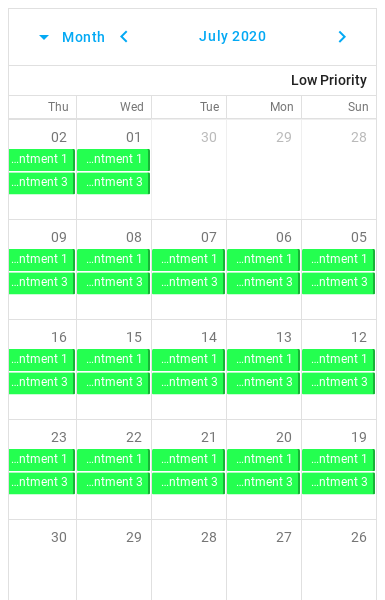 Month July 2020
Low Priority
Thu Wed Tue Mon Sun
02 01 30 29 28
...ntment 1 ...ntment 1
...ntment 3 ...ntment 3
09 08 07 06 05
...ntment 1 ...ntment 1 ...ntment 1 ...ntment 1 ...ntment 1
...ntment 3 ...ntment 3 ...ntment 3 ...ntment 3 ...ntment 3
16 15 14 13 12
...ntment 1 ...ntment 1 ...ntment 1 ...ntment 1 ...ntment 1
...ntment 3 ...ntment 3 ...ntment 3 ...ntment 3 ...ntment 3
23 22 21 20 19
...ntment 1 ...ntment 1 ...ntment 1 ...ntment 1 ...ntment 1
...ntment 3 ...ntment 3 ...ntment 3 ...ntment 3 ...ntment 3
30 29 28 27 26